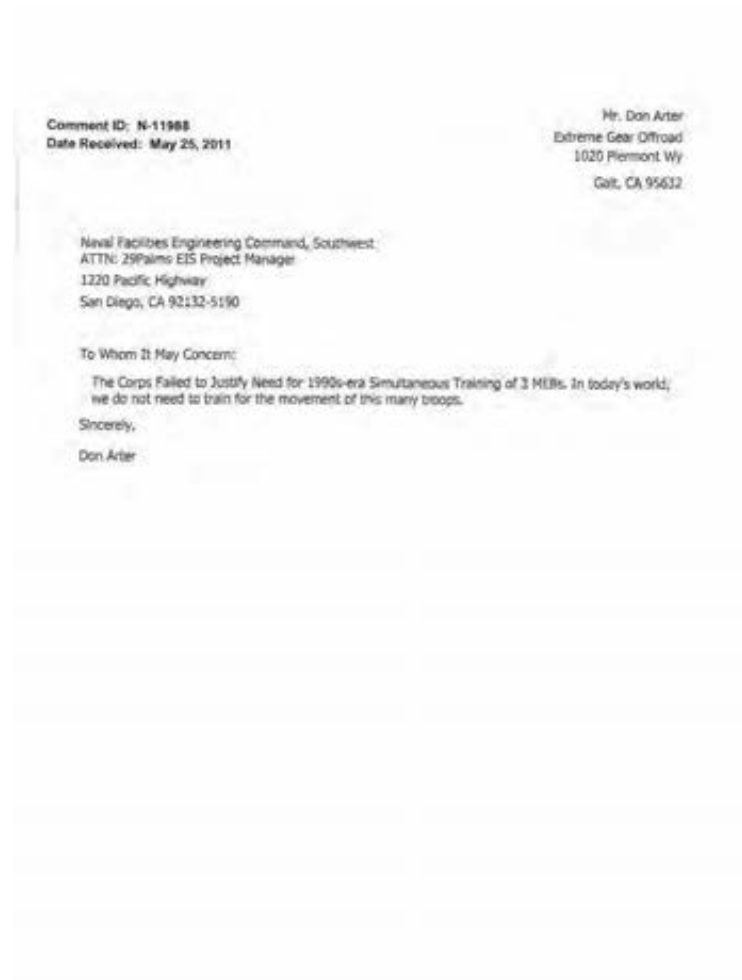 Comment ID: N-11988
Date Received: May 25, 2011
Mr. Don Arter
Extreme Gear Offroad
1020 Piermont Wy
Galt, CA 95632
Naval Facilities Engineering Command, Southwest
ATTN: 29Palms EIS Project Manager
1220 Pacific Highway
San Diego, CA 92132-5190
To Whom It May Concern:
The Corps Failed to Justify Need for 1990s-era Simultaneous Training of 3 MEBs. In today's world,
we do not need to train for the movement of this many troops.
Sincerely,
Don Arter